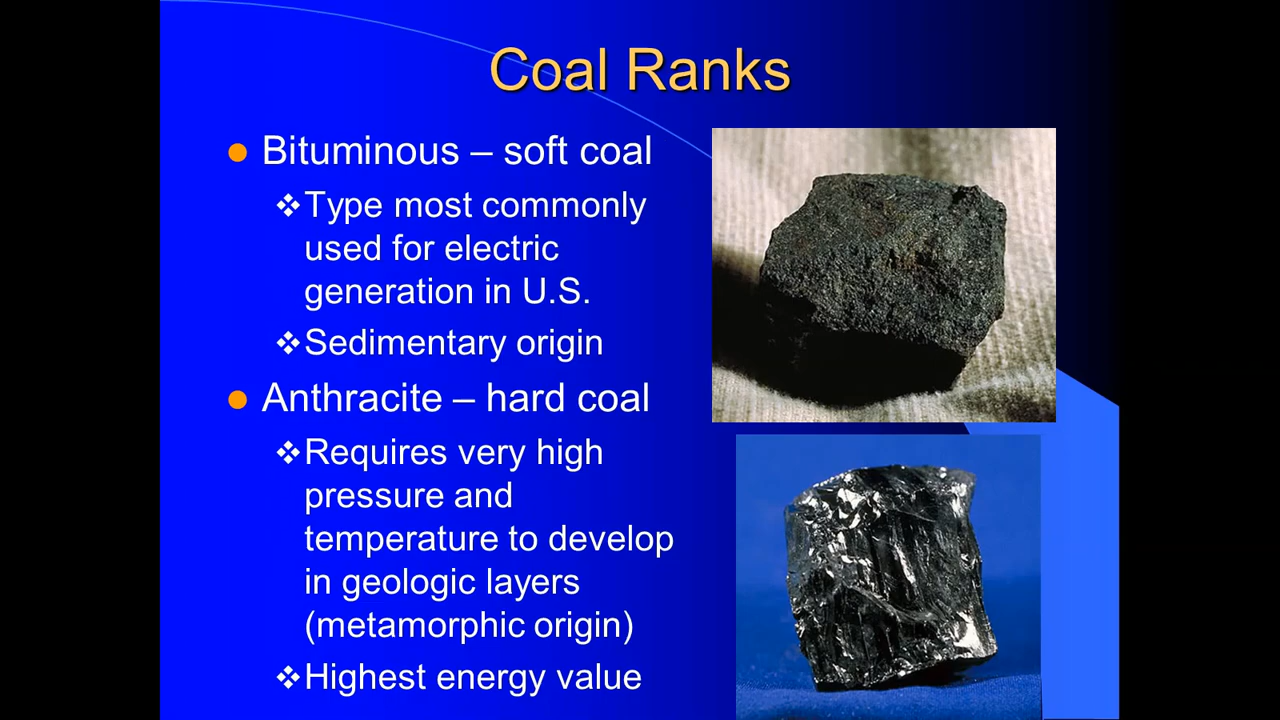 Coal Ranks
Bituminous – soft coal
❖Type most commonly
used for electric
generation in U.S.
❖Sedimentary origin
Anthracite – hard coal
❖Requires very high
pressure and
temperature to develop
in geologic layers
(metamorphic origin)
❖Highest energy value